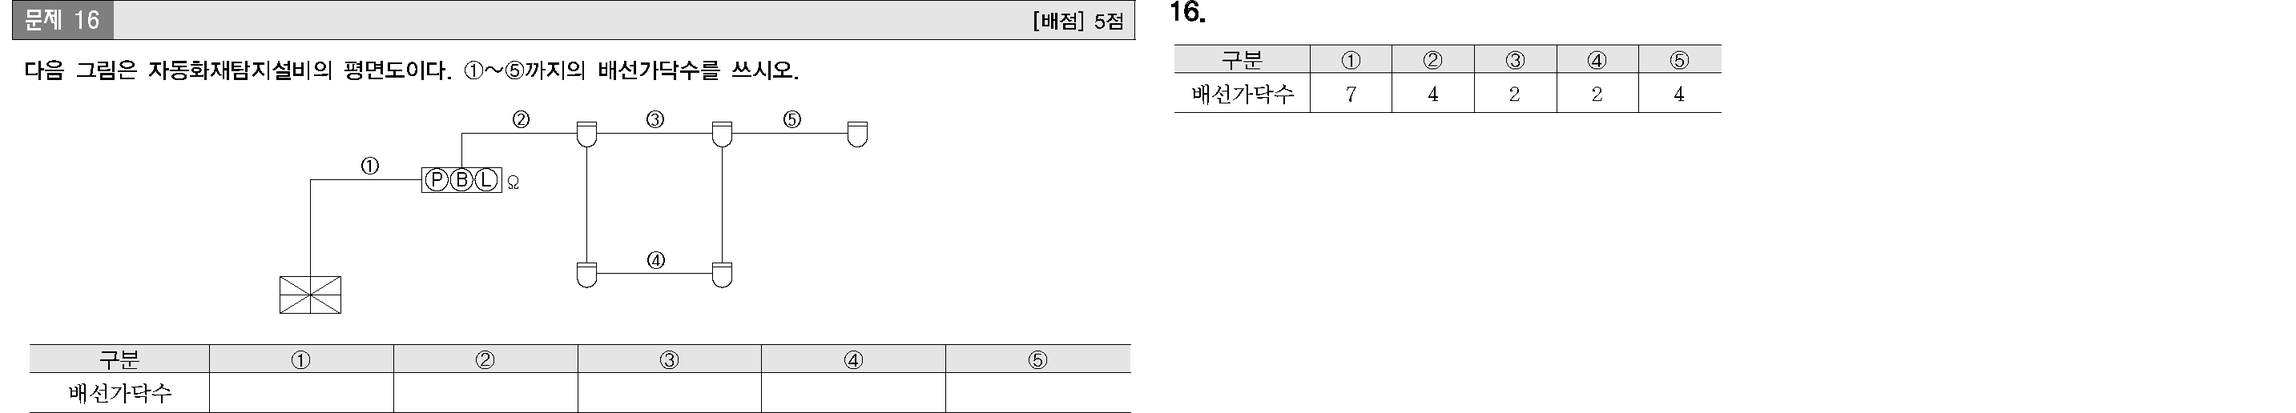 문제 16 [배점] 5점
다음 그림은 자동화재탐지설비의 평면도이다. ①~⑤까지의 배선가닥수를 쓰시오.
② ③ ⑤
①
P B L Ω
④
구분 ① ② ③ ④ ⑤
배선가닥수
16.
구분 ① ② ③ ④ ⑤
배선가닥수 7 4 2 2 4